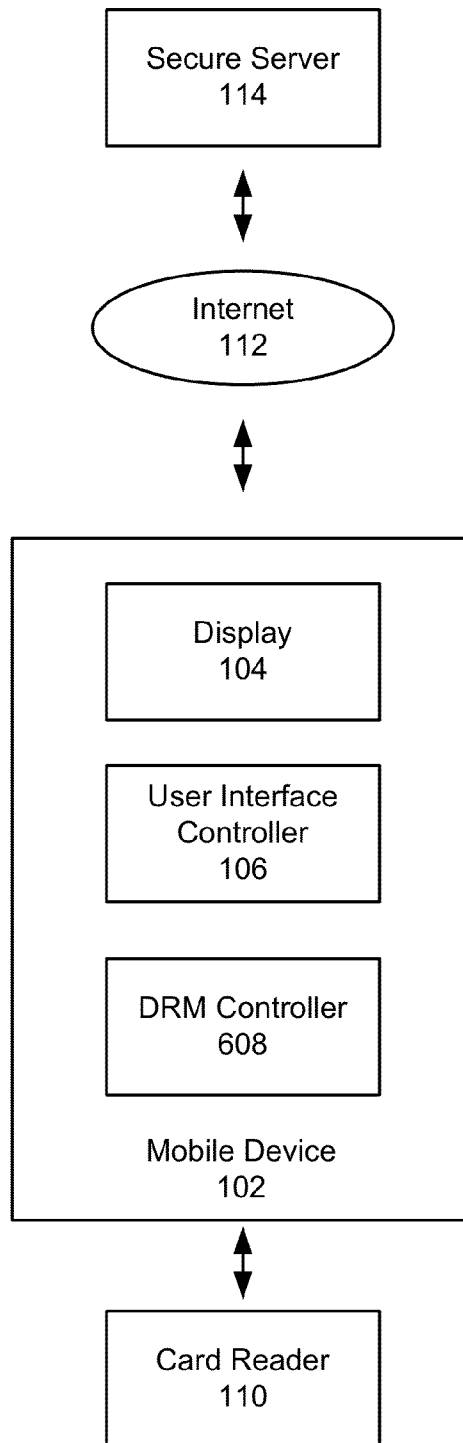 Secure Server
114
Internet
112
Display
104
User Interface
Controller
106
DRM Controller
608
Mobile Device
102
Card Reader
110